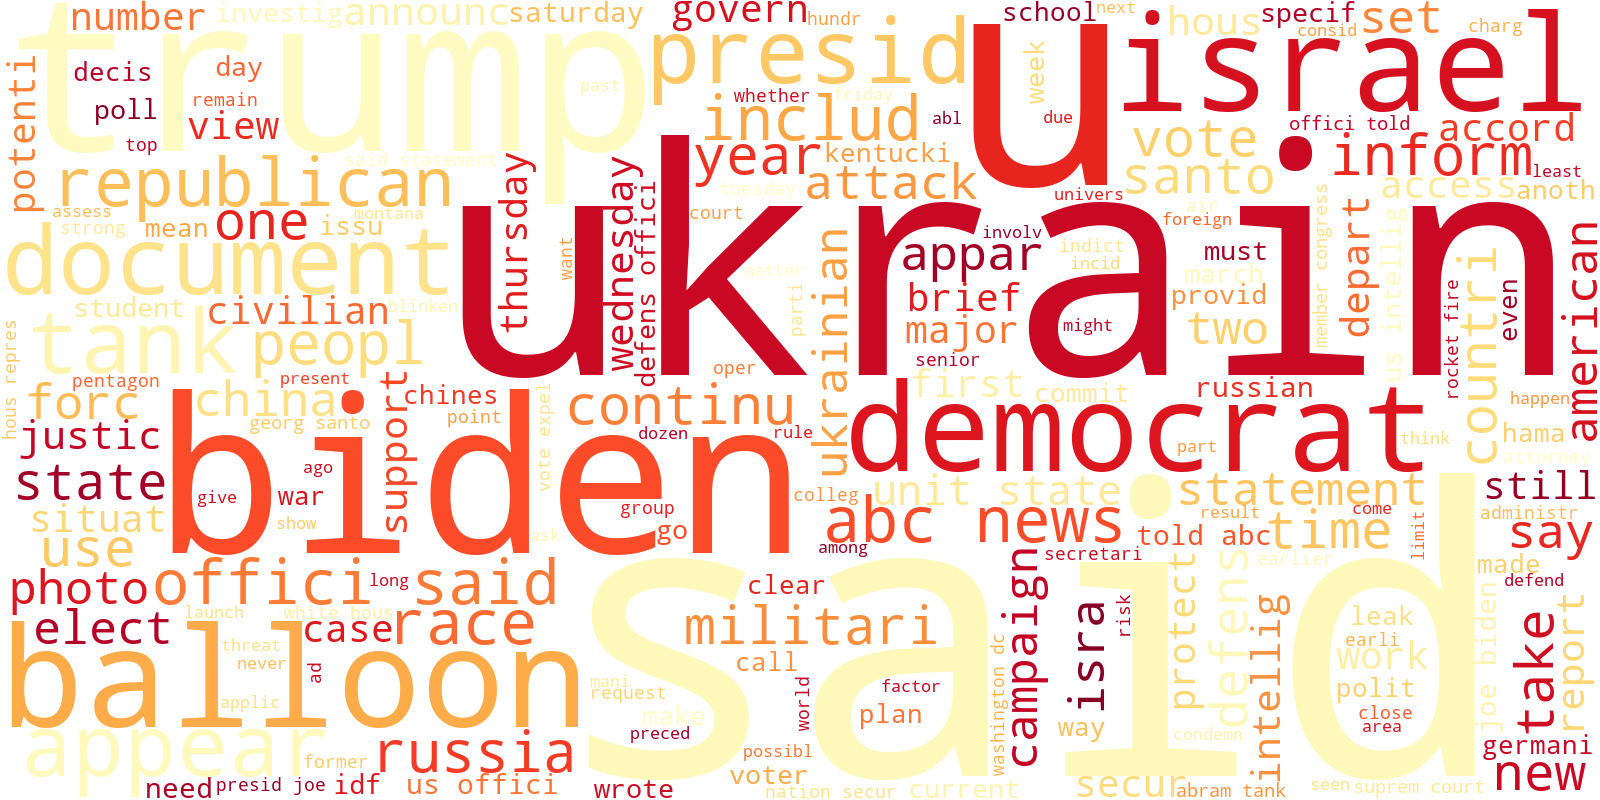 trump
number
investig
announc
saturday
govern
hundr
school
next
hous
specif
consid
set
charg
decis
day
potenti
poll
remain
view
top
past
presid
whether
friday
includ
abl
due
u
week
israel
offici told
accord
vote
inform
least
year
kentucki
attack
said statement
republican
tuesday
court
univers
santo
air
foreign
access
anoth
assess
strong
montana
mean
one
issu
thursday
want
wednesday
defens offici
ukrain
involv
appar
indict
incid
must
march
member congress
depart
us intellig
countri
american
document
student
civilian
blinken
matter
parti
ukrainian
brief
major
might
provid
two
rocket fire
even
tank
peopl
hous repres
pentagon
present
oper
senior
first
commit
russian
happen
forc
china
georg santo
support
chines
point
continu
dozen
rule
democrat
part
think
hama
attorney
justic
state
biden
ago
give
war
vote expel
group
go
colleg
abc news
unit state
statement
result
come
still
administr
situat
show
use
ask
among
told abc
time
limit
say
secretari
earlier
made
defend
photo
offici
long
said
clear
campaign
isra
risk
protect
defens
intellig
leak
earli
work
joe biden
report
take
elect
launch
white hous
case
race
militari
call
threat
never
ad
balloon
applic
mani
request
make
world
factor
plan
washington dc
said
way
condemn
polit
close
area
germani
appear
former
russia
preced
possibl
voter
need
presid joe
idf
us offici
wrote
nation secur
current
secur
abram tank
seen
suprem court
new